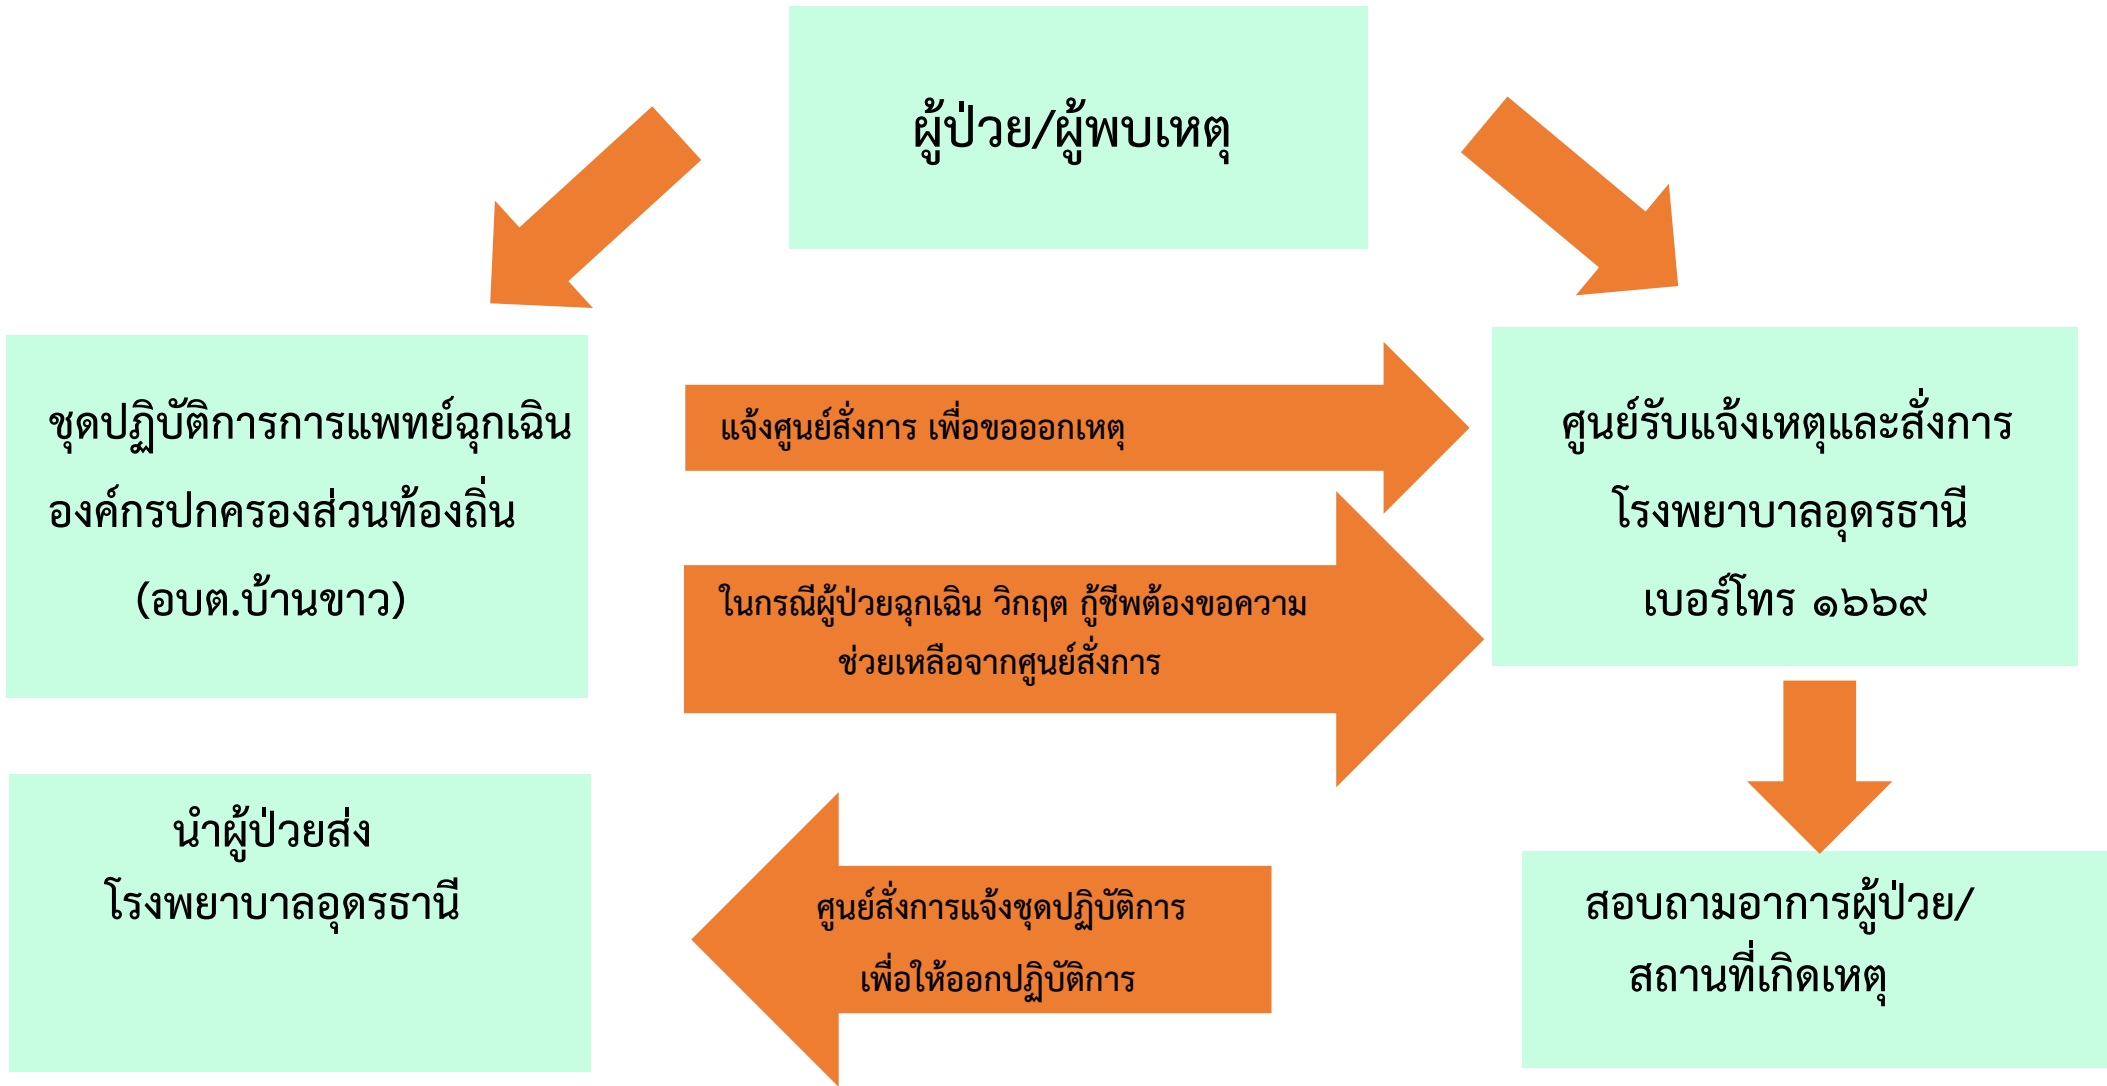 ผู้ป่วย/ผู้พบเหตุ
ชุดปฏิบัติการการแพทย์ฉุกเฉิน
องค์กรปกครองส่วนท้องถิ่น
(อบต.บ้านขาว)
แจ้งศูนย์สั่งการ เพื่อขอออกเหตุ
ในกรณีผู้ป่วยฉุกเฉิน วิกฤต กู้ชีพต้องขอความ
ช่วยเหลือจากศูนย์สั่งการ
ศูนย์รับแจ้งเหตุและสั่งการ
โรงพยาบาลอุดรธานี
เบอร์โทร ๑๖๖๙
นำผู้ป่วยส่ง
โรงพยาบาลอุดรธานี
ศูนย์สั่งการแจ้งชุดปฏิบัติการ
เพื่อให้ออกปฏิบัติการ
สอบถามอาการผู้ป่วย/
สถานที่เกิดเหตุ